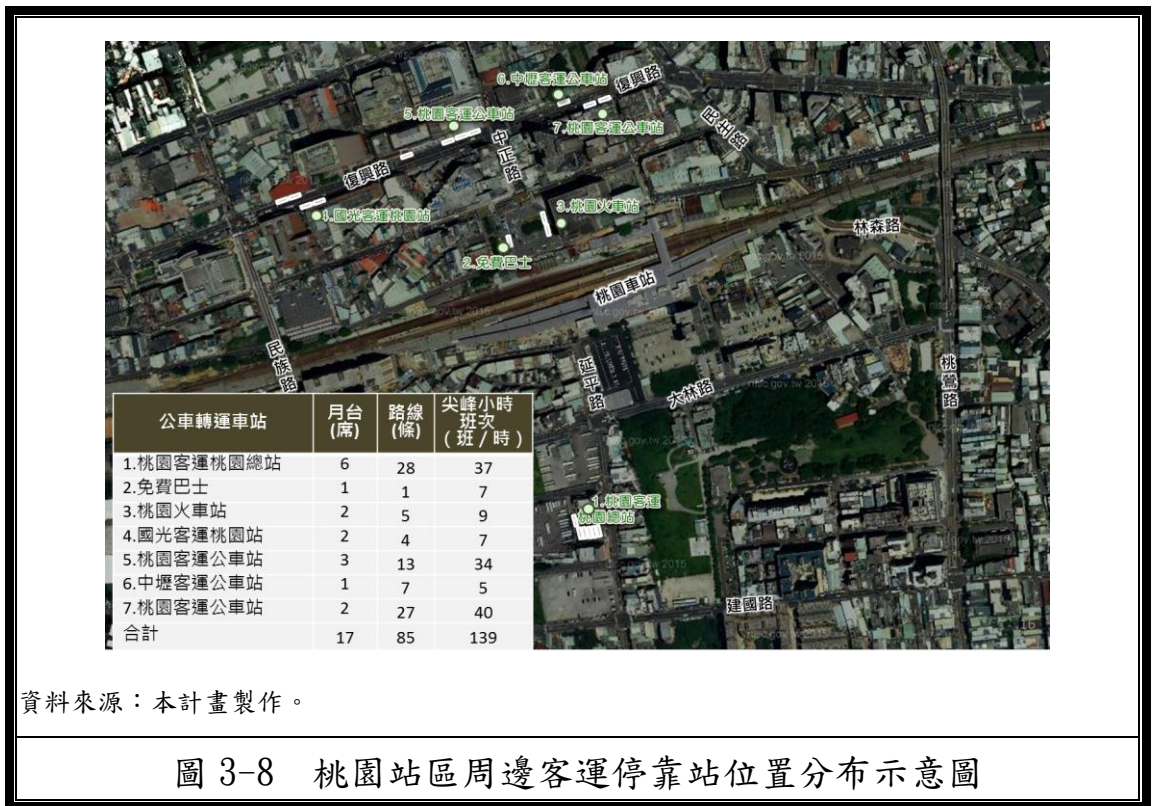 6.中壢客運公車站
復興路
5.桃園客運公車站
7.桃園客運公車站
民生路
中正路
復興路
4.國光客運桃園站
3.桃園火車站
2.免費巴士
林森路
桃園車站
民族路
延平路
大林路
桃鶯路
1.桃園客運
桃園總站
建國路
公車轉運車站 月台(席) 路線(條) 尖峰小時班次(班/時)
1.桃園客運桃園總站 6 28 37
2.免費巴士 1 1 7
3.桃園火車站 2 5 9
4.國光客運桃園站 2 4 7
5.桃園客運公車站 3 13 34
6.中壢客運公車站 1 7 5
7.桃園客運公車站 2 27 40
合計 17 85 139
16
資料來源：本計畫製作。
圖 3-8 桃園站區周邊客運停靠站位置分布示意圖